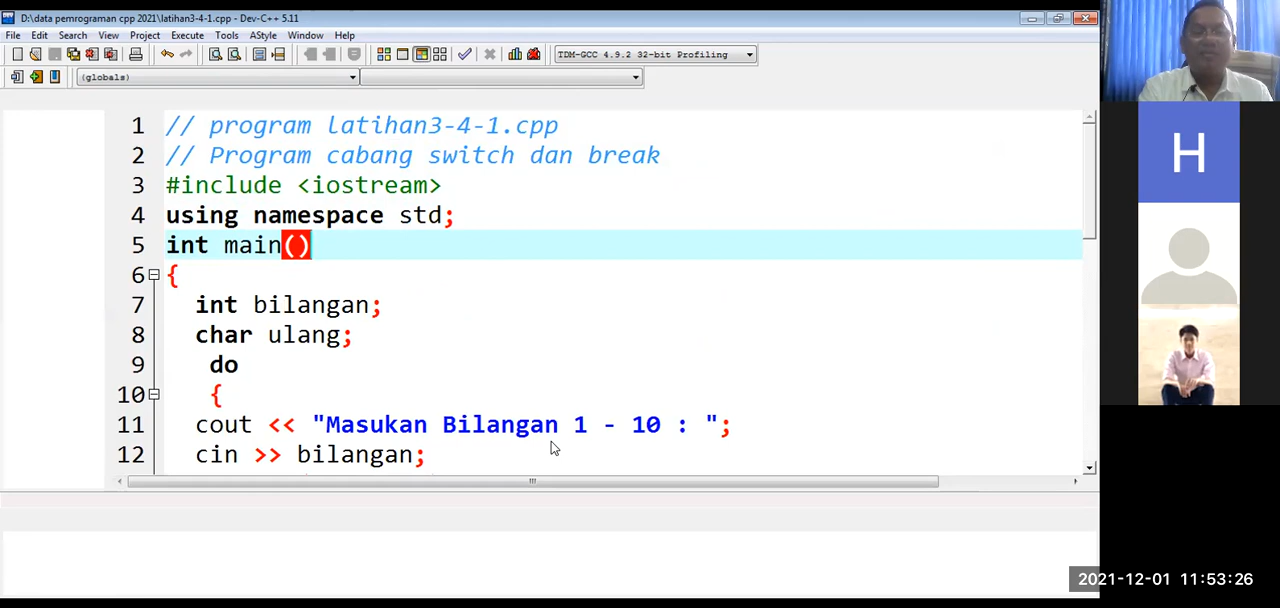 D:\data pemrograman cpp 2021\latihan3-4-1.cpp - Dev-C++ 5.11
File Edit Search View Project Execute Tools AStyle Window Help
TDM-GCC 4.9.2 32-bit Profiling
(globals)
1 // program latihan3-4-1.cpp
2 // Program cabang switch dan break
3 #include <iostream>
4 using namespace std;
5 int main()
6 {
7 int bilangan;
8 char ulang;
9 do
10 {
11 cout << "Masukan Bilangan 1 - 10 : ";
12 cin >> bilangan;
H
2021-12-01 11:53:26